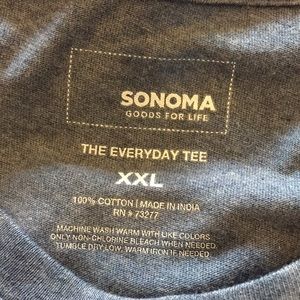 SONOMA
GOODS FOR LIFE
THE EVERYDAY TEE
XXL
100% COTTON | MADE IN INDIA
RN # 73277
MACHINE WASH WARM WITH LIKE COLORS.
ONLY NON-CHLORINE BLEACH WHEN NEEDED.
TUMBLE DRY LOW. WARM IRON IF NEEDED.